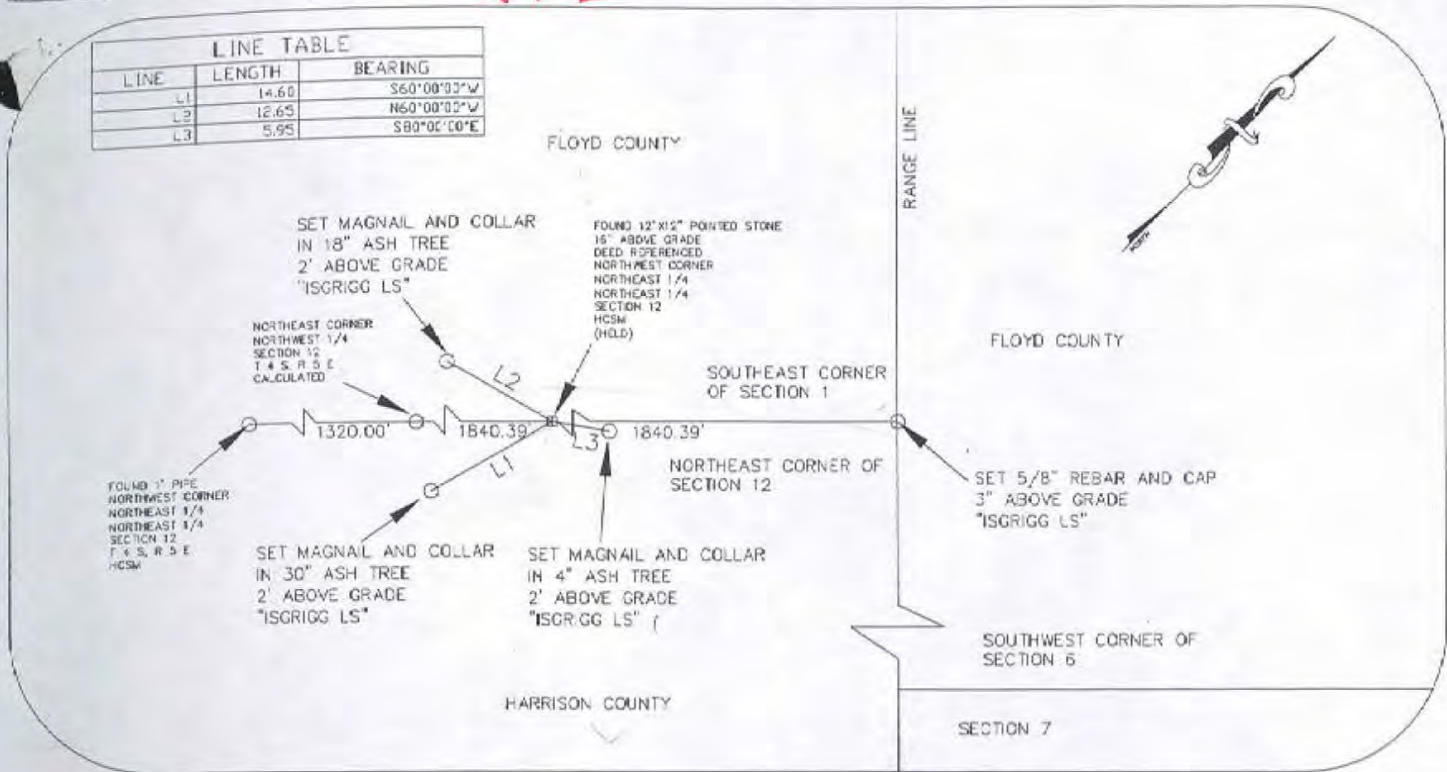 LINE TABLE
LINE LENGTH BEARING
L1 14.60 S60°00'00"W
L2 12.65 N60°00'00"W
L3 5.95 S80°00'00"E
FLOYD COUNTY
RANGE LINE
NORTH
SET MAGNAIL AND COLLAR
IN 18" ASH TREE
2' ABOVE GRADE
"ISGRIGG LS"
FOUND 12"X12" POINTED STONE
16" ABOVE GRADE
DEED REFERENCED
NORTHWEST CORNER
NORTHEAST 1/4
NORTHEAST 1/4
SECTION 12
HCSM
(HELD)
NORTHEAST CORNER
NORTHWEST 1/4
SECTION 12
T 4 S, R 5 E
CALCULATED
FLOYD COUNTY
L2
SOUTHEAST CORNER
OF SECTION 1
1320.00'
1840.39'
L3
1840.39'
L1
NORTHEAST CORNER OF
SECTION 12
FOUND 1" PIPE
NORTHWEST CORNER
NORTHEAST 1/4
NORTHEAST 1/4
SECTION 12
T 4 S, R 5 E
HCSM
SET 5/8" REBAR AND CAP
3" ABOVE GRADE
"ISGRIGG LS"
SET MAGNAIL AND COLLAR
IN 30" ASH TREE
2' ABOVE GRADE
"ISGRIGG LS"
SET MAGNAIL AND COLLAR
IN 4" ASH TREE
2' ABOVE GRADE
"ISGRIGG LS"
SOUTHWEST CORNER OF
SECTION 6
HARRISON COUNTY
SECTION 7